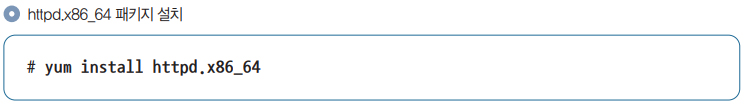 httpd.x86_64 패키지 설치
# yum install httpd.x86_64